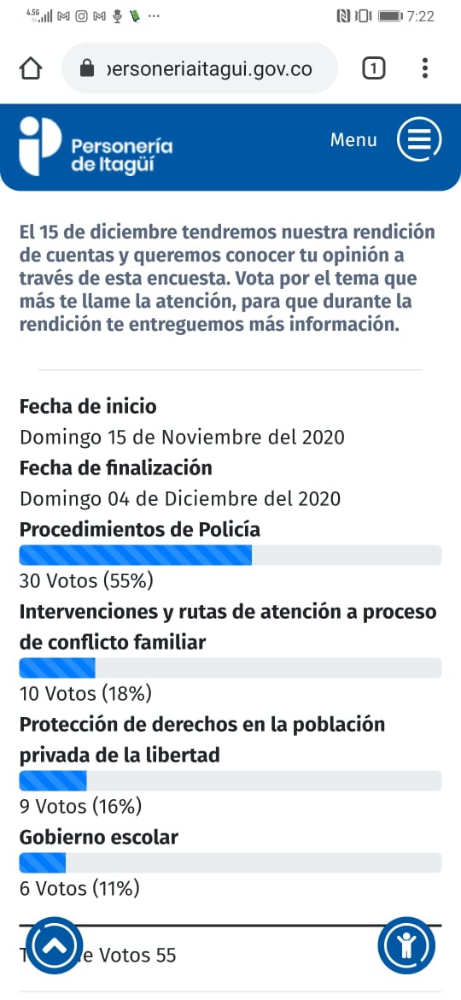 4.5G
7:22
personeriaitagui.gov.co
1
Personería
de Itagüí
Menu
El 15 de diciembre tendremos nuestra rendición
de cuentas y queremos conocer tu opinión a
través de esta encuesta. Vota por el tema que
más te llame la atención, para que durante la
rendición te entreguemos más información.
Fecha de inicio
Domingo 15 de Noviembre del 2020
Fecha de finalización
Domingo 04 de Diciembre del 2020
Procedimientos de Policía
30 Votos (55%)
Intervenciones y rutas de atención a proceso
de conflicto familiar
10 Votos (18%)
Protección de derechos en la población
privada de la libertad
9 Votos (16%)
Gobierno escolar
6 Votos (11%)
Votos 55